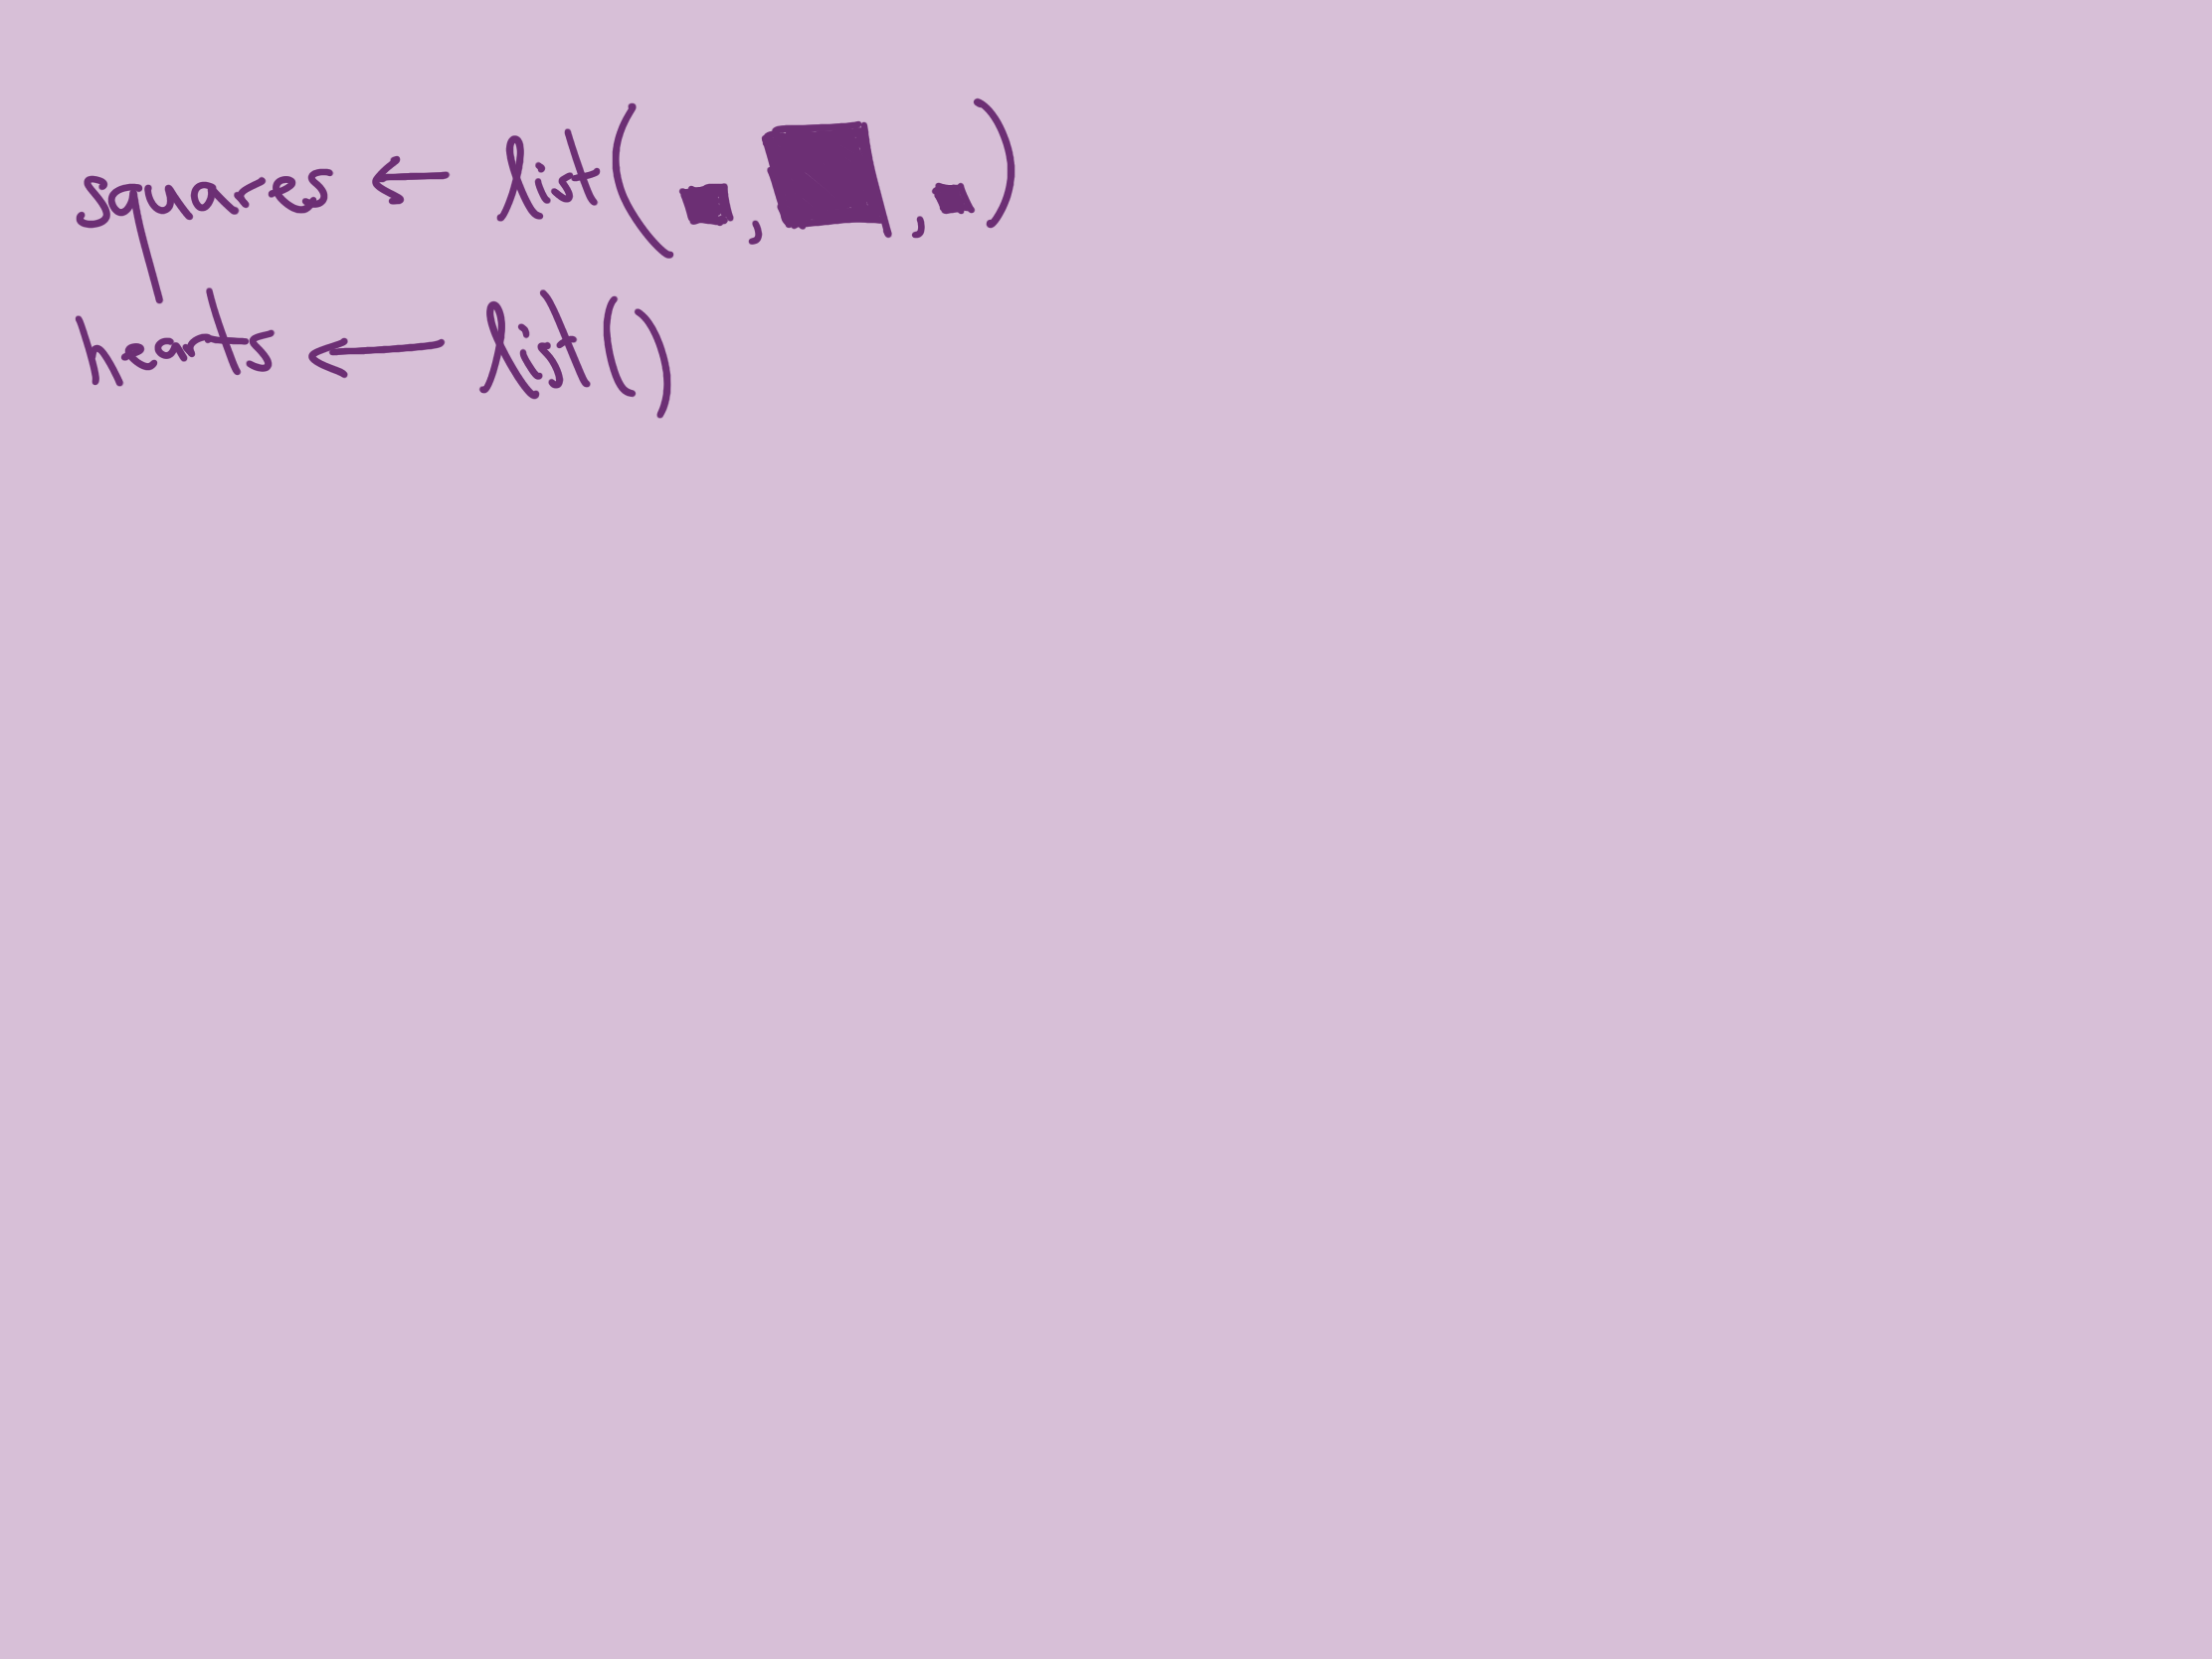 squares ← list(■, ■, ■)
hearts ← list()